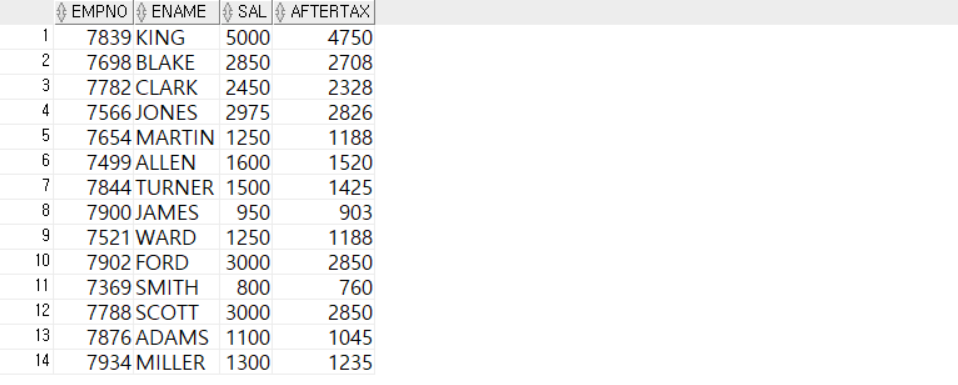 EMPNO ENAME SAL AFTERTAX
1 7839 KING 5000 4750
2 7698 BLAKE 2850 2708
3 7782 CLARK 2450 2328
4 7566 JONES 2975 2826
5 7654 MARTIN 1250 1188
6 7499 ALLEN 1600 1520
7 7844 TURNER 1500 1425
8 7900 JAMES 950 903
9 7521 WARD 1250 1188
10 7902 FORD 3000 2850
11 7369 SMITH 800 760
12 7788 SCOTT 3000 2850
13 7876 ADAMS 1100 1045
14 7934 MILLER 1300 1235